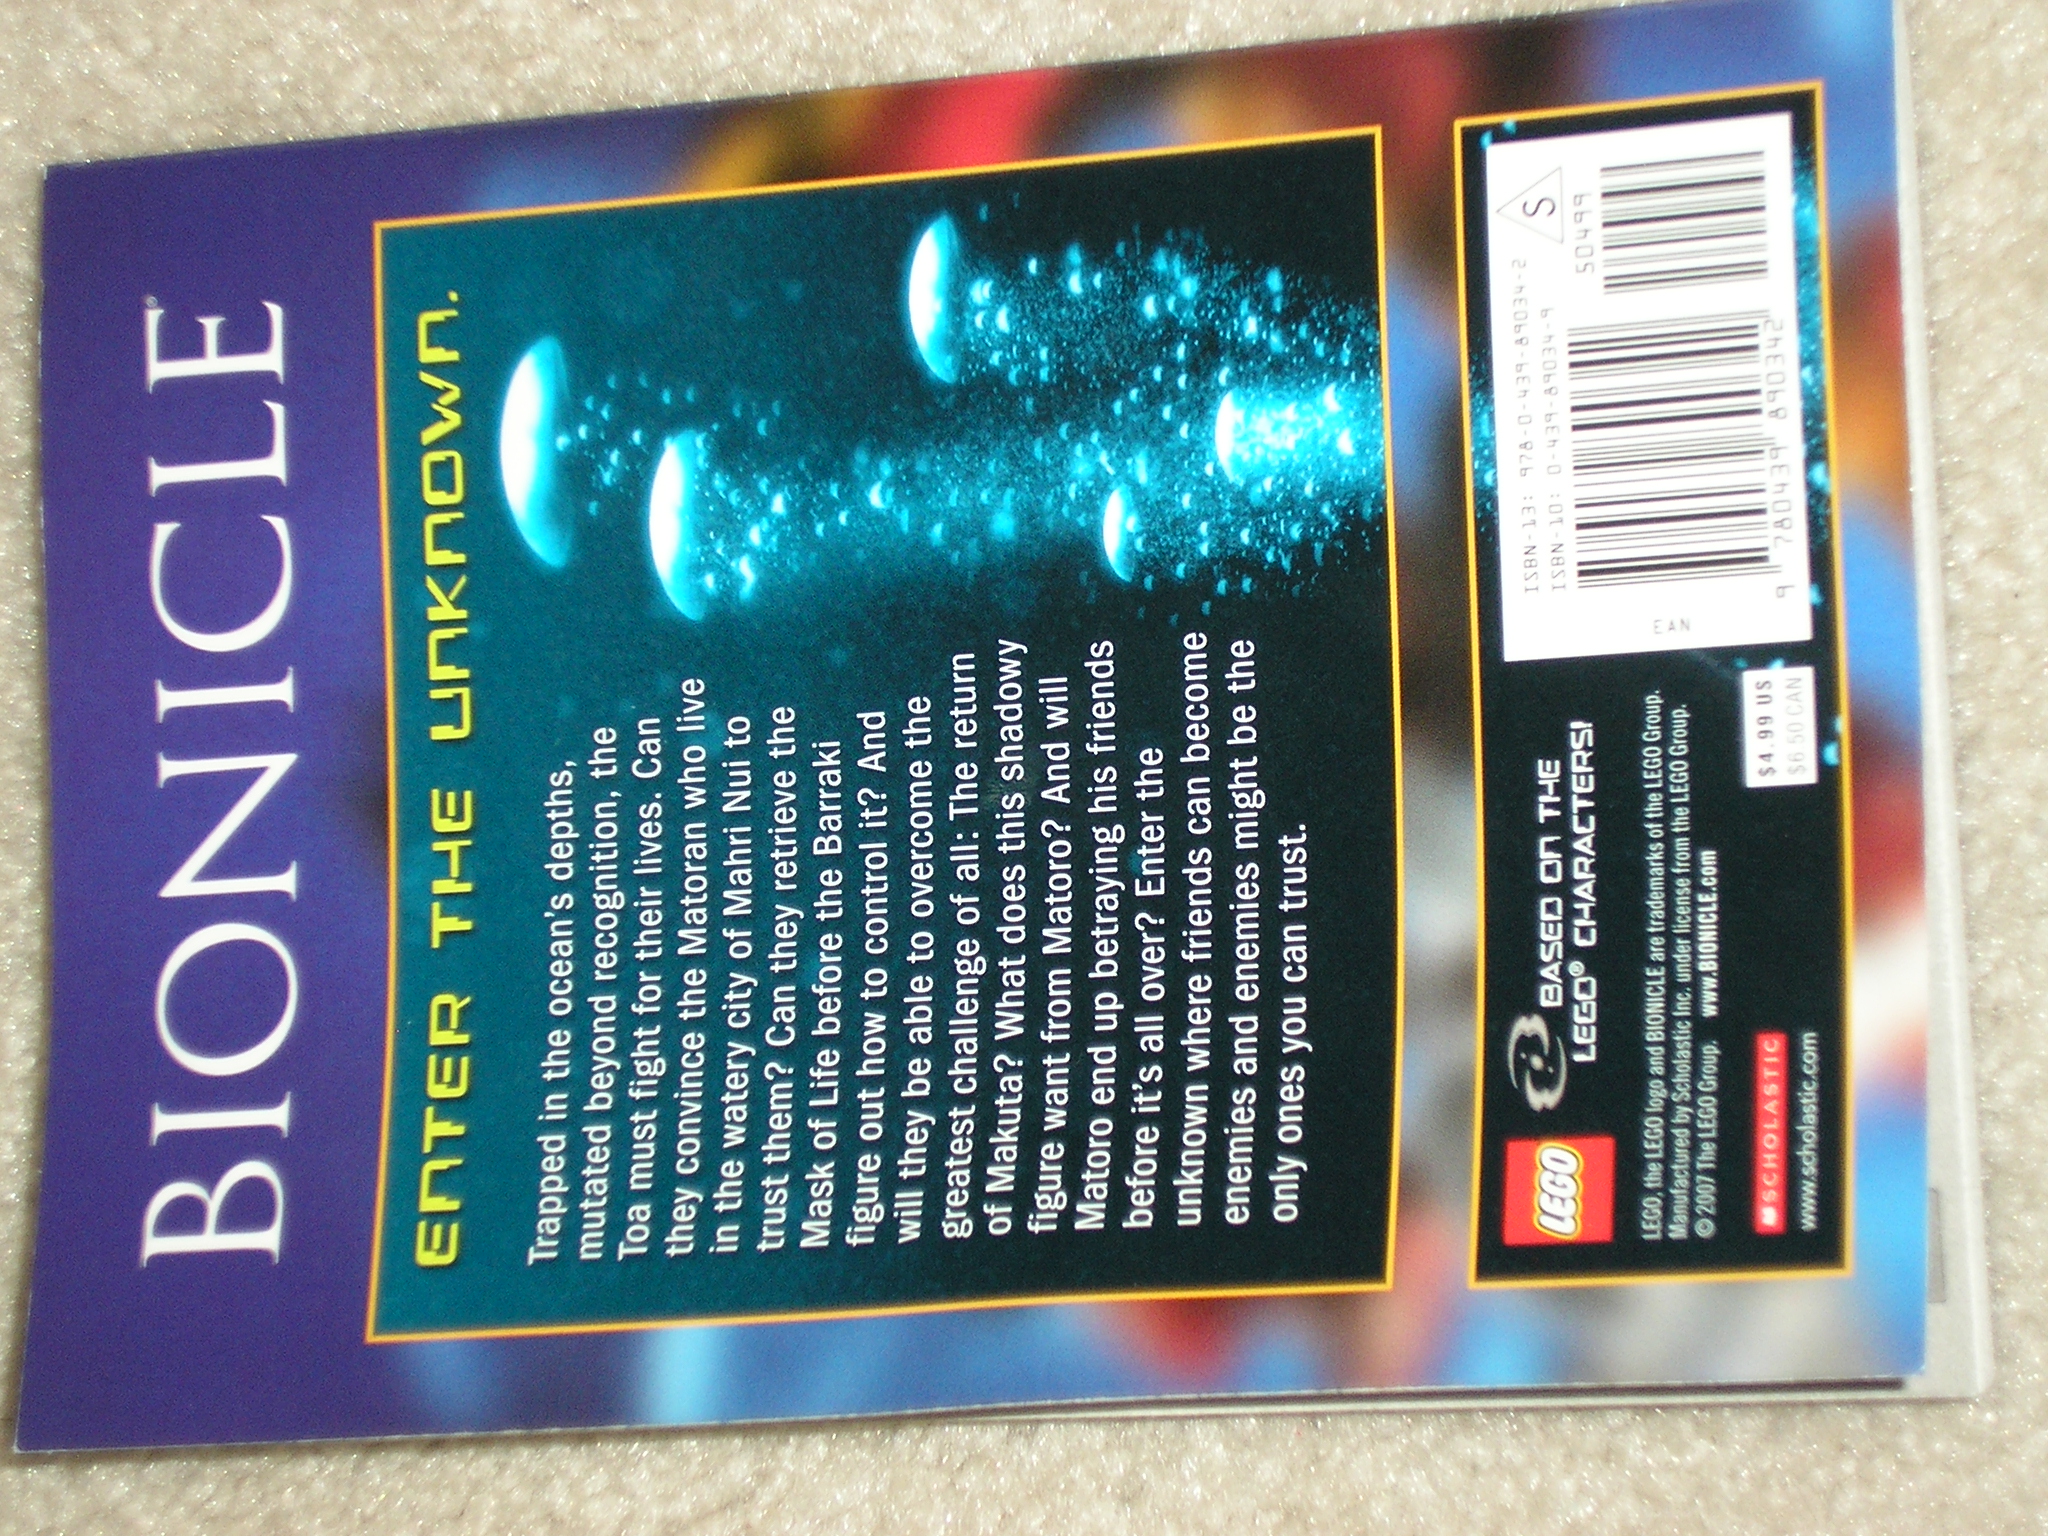 BIONICLE®
ENTER THE UNKNOWN.
Trapped in the ocean's depths,
mutated beyond recognition, the
Toa must fight for their lives. Can
they convince the Matoran who live
in the watery city of Mahri Nui to
trust them? Can they retrieve the
Mask of Life before the Barraki
figure out how to control it? And
will they be able to overcome the
greatest challenge of all: The return
of Makuta? What does this shadowy
figure want from Matoro? And will
Matoro end up betraying his friends
before it's all over? Enter the
unknown where friends can become
enemies and enemies might be the
only ones you can trust.
LEGO
BASED ON THE
LEGO® CHARACTERS!
LEGO, the LEGO logo and BIONICLE are trademarks of the LEGO Group.
Manufactured by Scholastic Inc. under license from the LEGO Group.
© 2007 The LEGO Group. www.BIONICLE.com
SCHOLASTIC
www.scholastic.com
$4.99 US
$6.50 CAN
ISBN-13: 978-0-439-89034-2
ISBN-10: 0-439-89034-9
S
50499
EAN
9 780439 890342